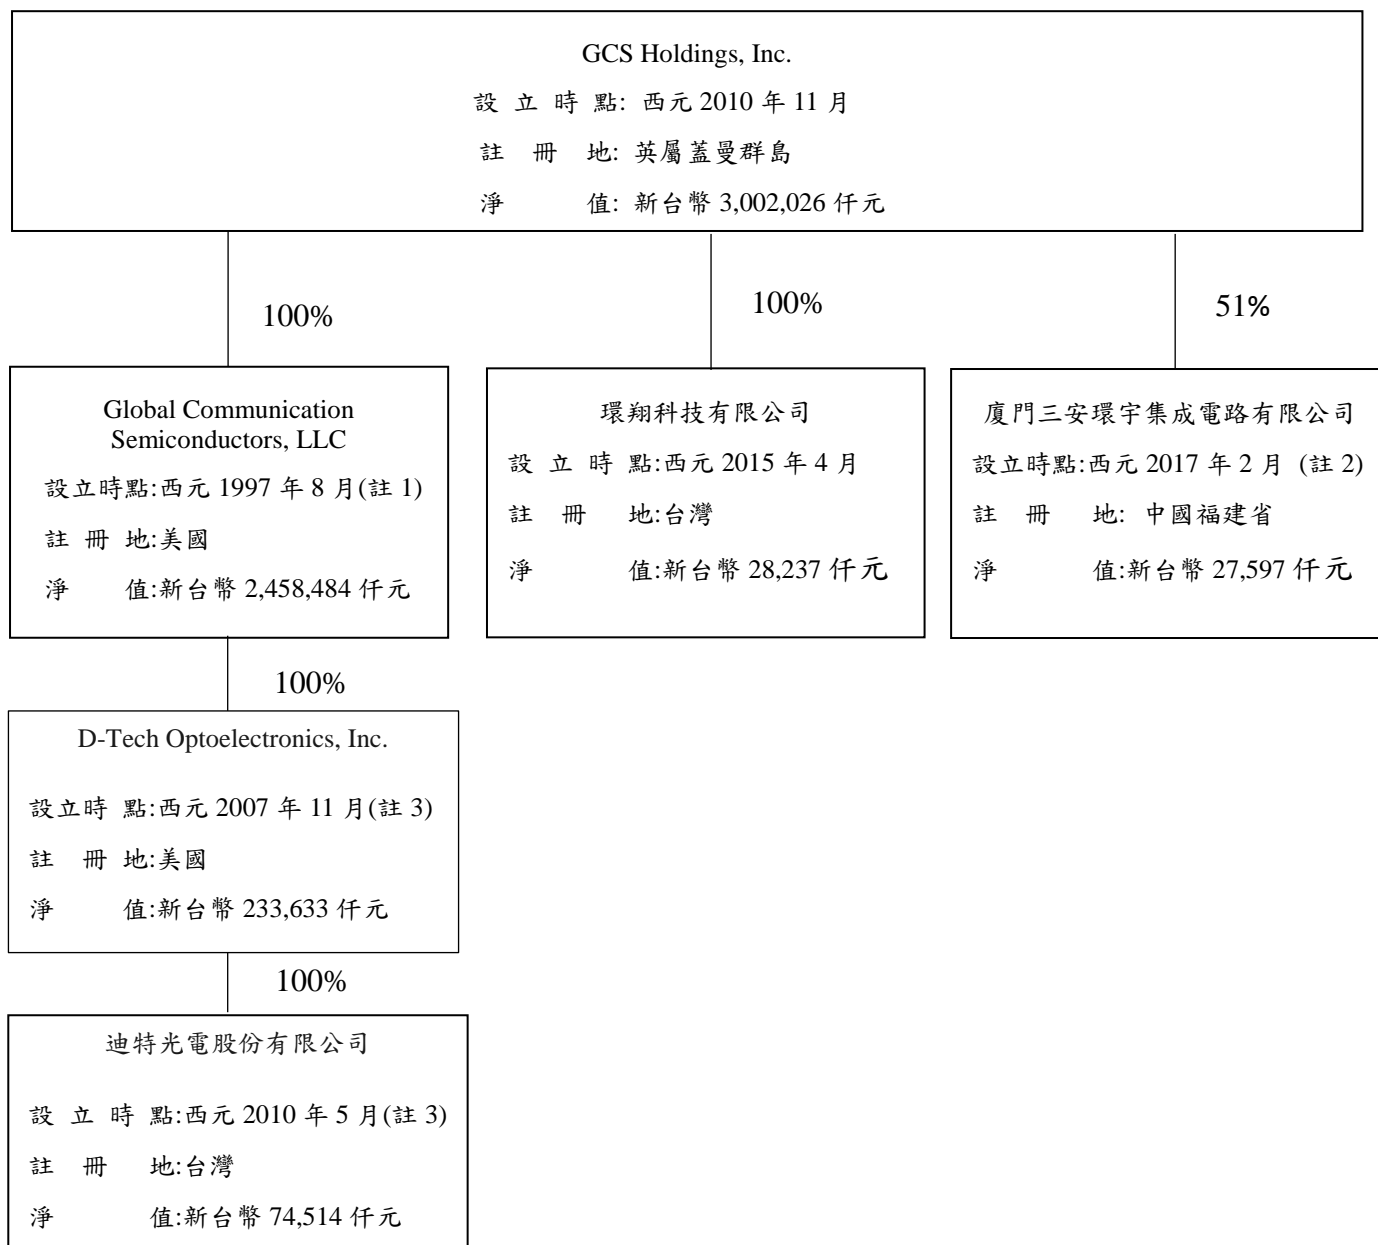 GCS Holdings, Inc.
設 立 時 點: 西元 2010 年 11 月
註 冊 地: 英屬蓋曼群島
淨 值: 新台幣 3,002,026 仟元
100%
100%
51%
Global Communication
Semiconductors, LLC
設立時點:西元 1997 年 8 月(註 1)
註 冊 地:美國
淨 值:新台幣 2,458,484 仟元
環翔科技有限公司
設 立 時 點:西元 2015 年 4 月
註 冊 地:台灣
淨 值:新台幣 28,237 仟元
廈門三安環宇集成電路有限公司
設立時點:西元 2017 年 2 月 (註 2)
註 冊 地: 中國福建省
淨 值:新台幣 27,597 仟元
100%
D-Tech Optoelectronics, Inc.
設立時 點:西元 2007 年 11 月(註 3)
註 冊 地:美國
淨 值:新台幣 233,633 仟元
100%
迪特光電股份有限公司
設 立 時 點:西元 2010 年 5 月(註 3)
註 冊 地:台灣
淨 值:新台幣 74,514 仟元